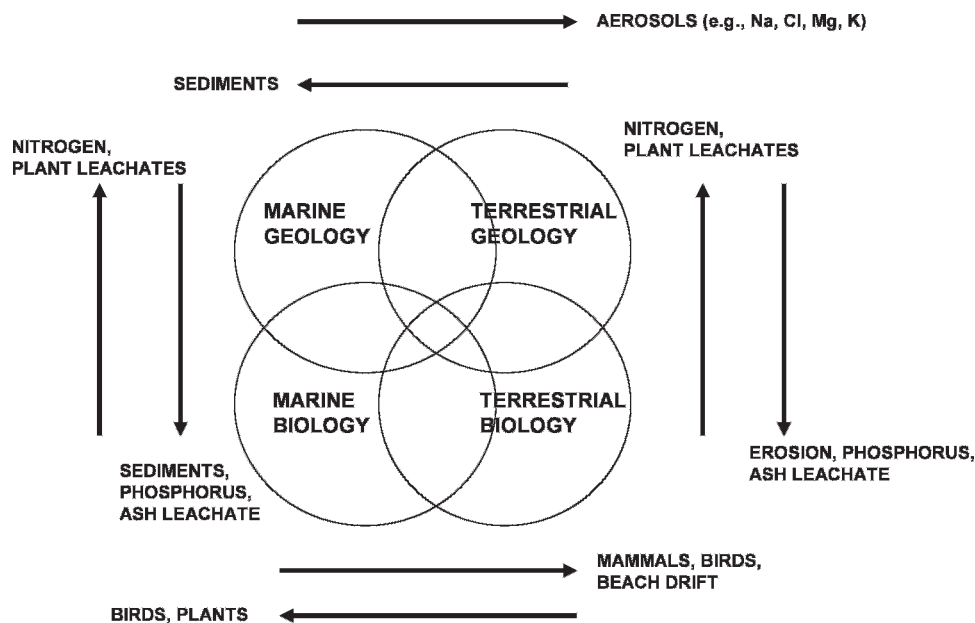 AEROSOLS (e.g., Na, Cl, Mg, K)
SEDIMENTS
NITROGEN,
PLANT LEACHATES
NITROGEN,
PLANT LEACHATES
MARINE
GEOLOGY
TERRESTRIAL
GEOLOGY
MARINE
BIOLOGY
TERRESTRIAL
BIOLOGY
SEDIMENTS,
PHOSPHORUS,
ASH LEACHATE
EROSION, PHOSPHORUS,
ASH LEACHATE
MAMMALS, BIRDS,
BEACH DRIFT
BIRDS, PLANTS